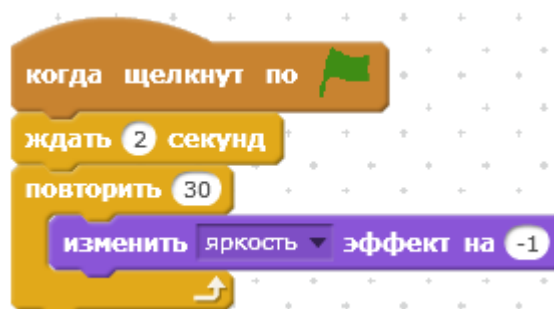 когда щелкнут по
ждать 2 секунд
повторить 30
изменить яркость эффект на -1